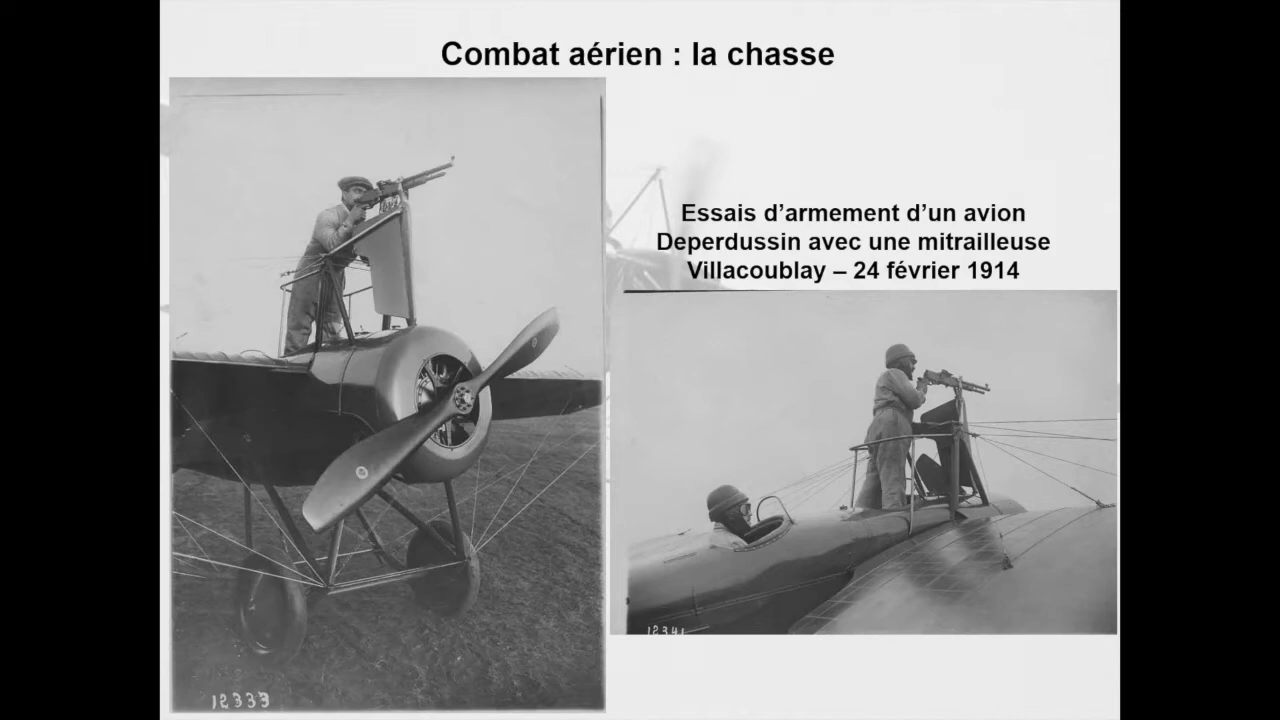 Combat aérien : la chasse
Essais d’armement d’un avion
Deperdussin avec une mitrailleuse
Villacoublay – 24 février 1914
12333
12341